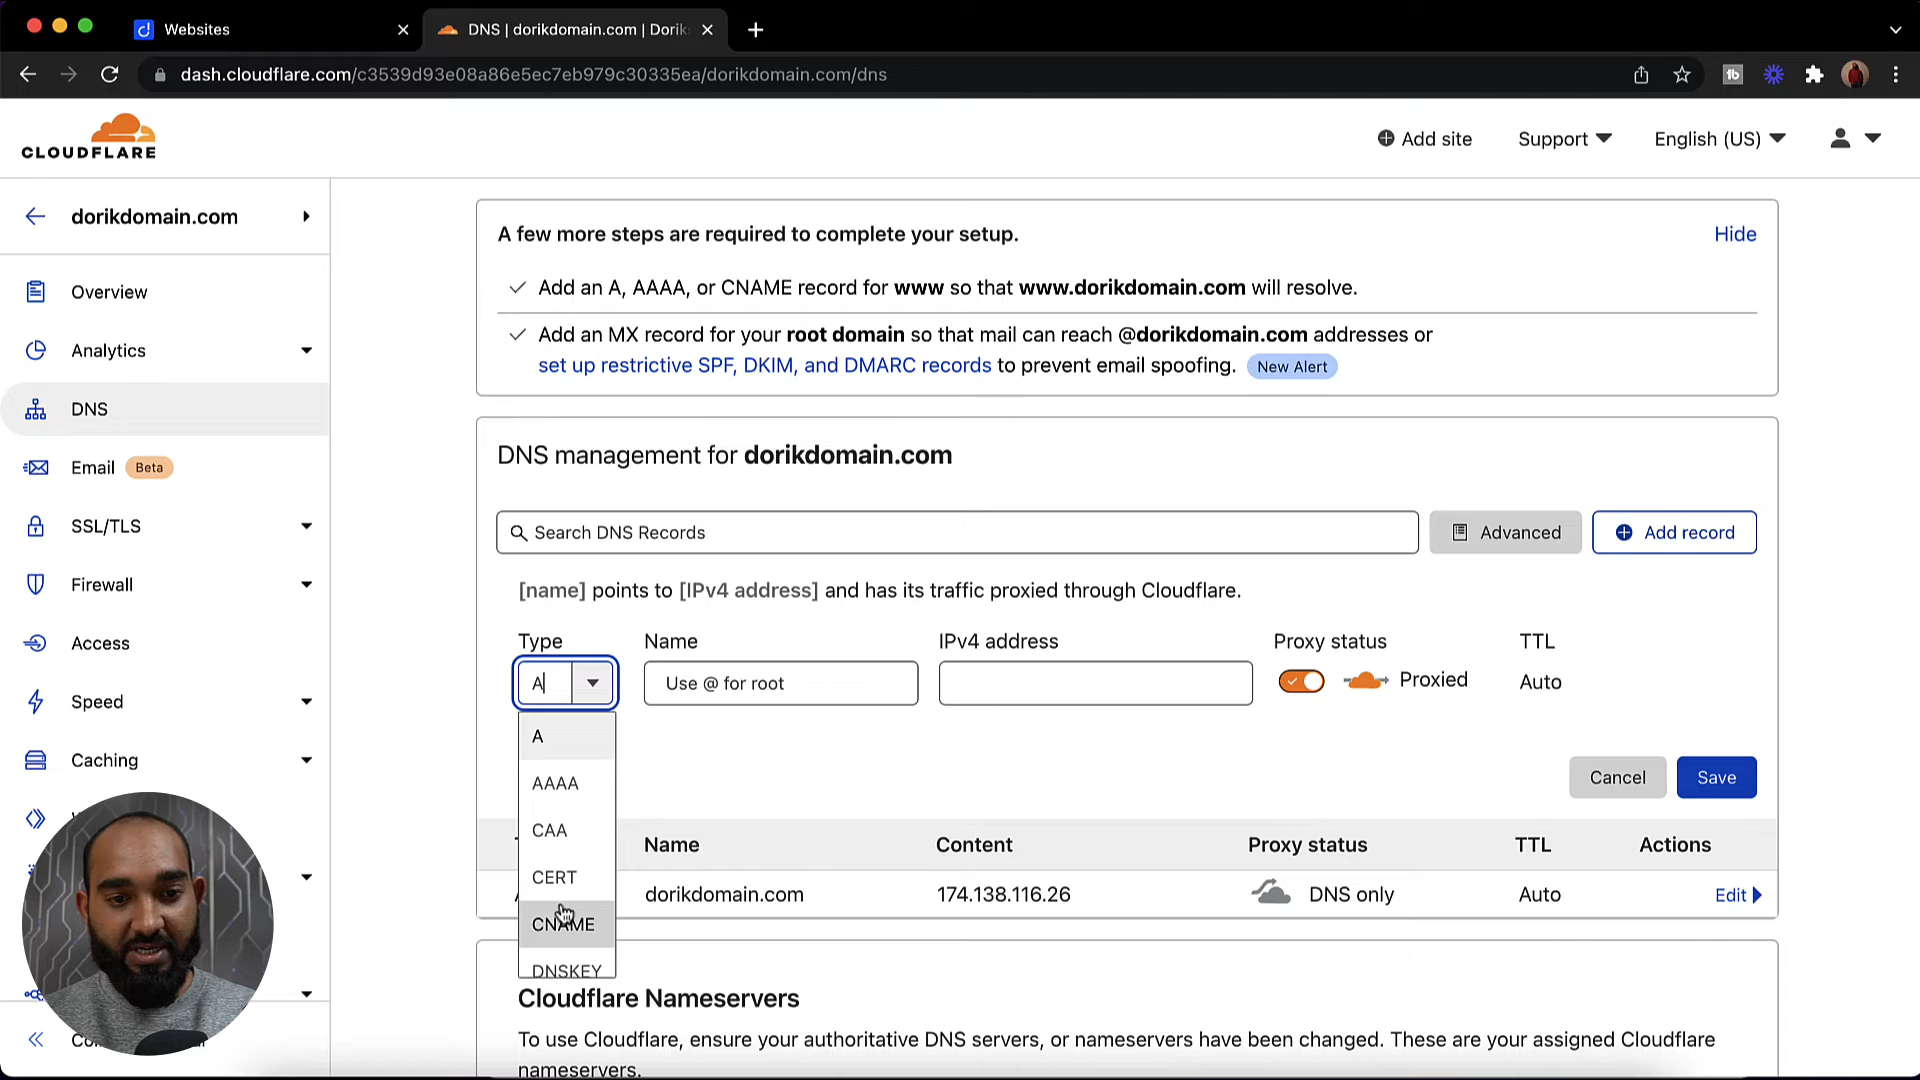 Websites
DNS | dorikdomain.com | Dorik
dash.cloudflare.com/c3539d93e08a86e5ec7eb979c30335ea/dorikdomain.com/dns
CLOUDFLARE
Add site
Support
English (US)
dorikdomain.com
Overview
Analytics
DNS
Email Beta
SSL/TLS
Firewall
Access
Speed
Caching
A few more steps are required to complete your setup.
Hide
Add an A, AAAA, or CNAME record for www so that www.dorikdomain.com will resolve.
Add an MX record for your root domain so that mail can reach @dorikdomain.com addresses or
set up restrictive SPF, DKIM, and DMARC records to prevent email spoofing. New Alert
DNS management for dorikdomain.com
Search DNS Records
Advanced
Add record
[name] points to [IPv4 address] and has its traffic proxied through Cloudflare.
Type Name IPv4 address Proxy status TTL
A Use @ for root Proxied Auto
A
AAAA
CAA
CERT
CNAME
DNSKEY
Cancel Save
Name Content Proxy status TTL Actions
dorikdomain.com 174.138.116.26 DNS only Auto Edit
Cloudflare Nameservers
To use Cloudflare, ensure your authoritative DNS servers, or nameservers have been changed. These are your assigned Cloudflare
nameservers.